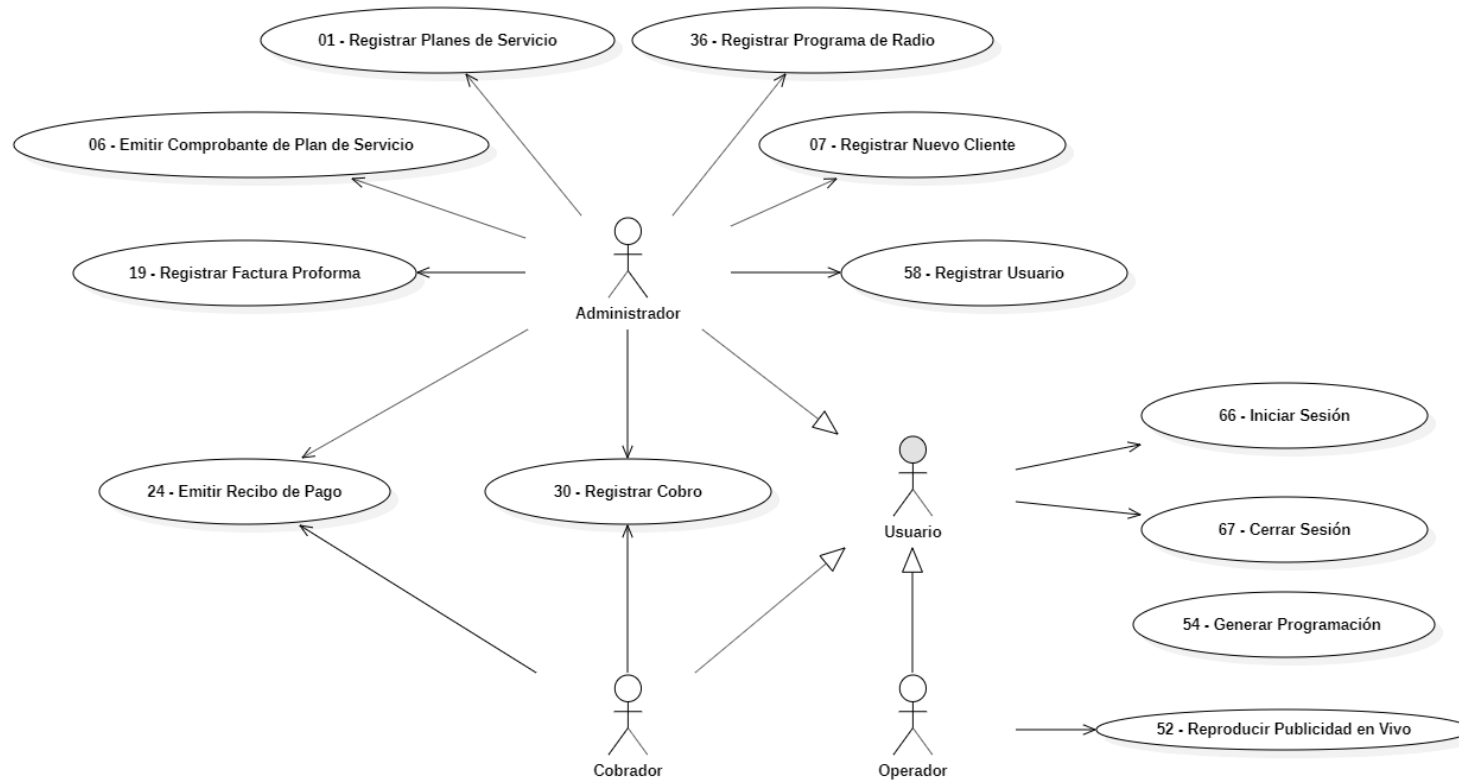 01 - Registrar Planes de Servicio
36 - Registrar Programa de Radio
06 - Emitir Comprobante de Plan de Servicio
07 - Registrar Nuevo Cliente
19 - Registrar Factura Proforma
58 - Registrar Usuario
Administrador
66 - Iniciar Sesión
24 - Emitir Recibo de Pago
30 - Registrar Cobro
Usuario
67 - Cerrar Sesión
54 - Generar Programación
52 - Reproducir Publicidad en Vivo
Cobrador
Operador